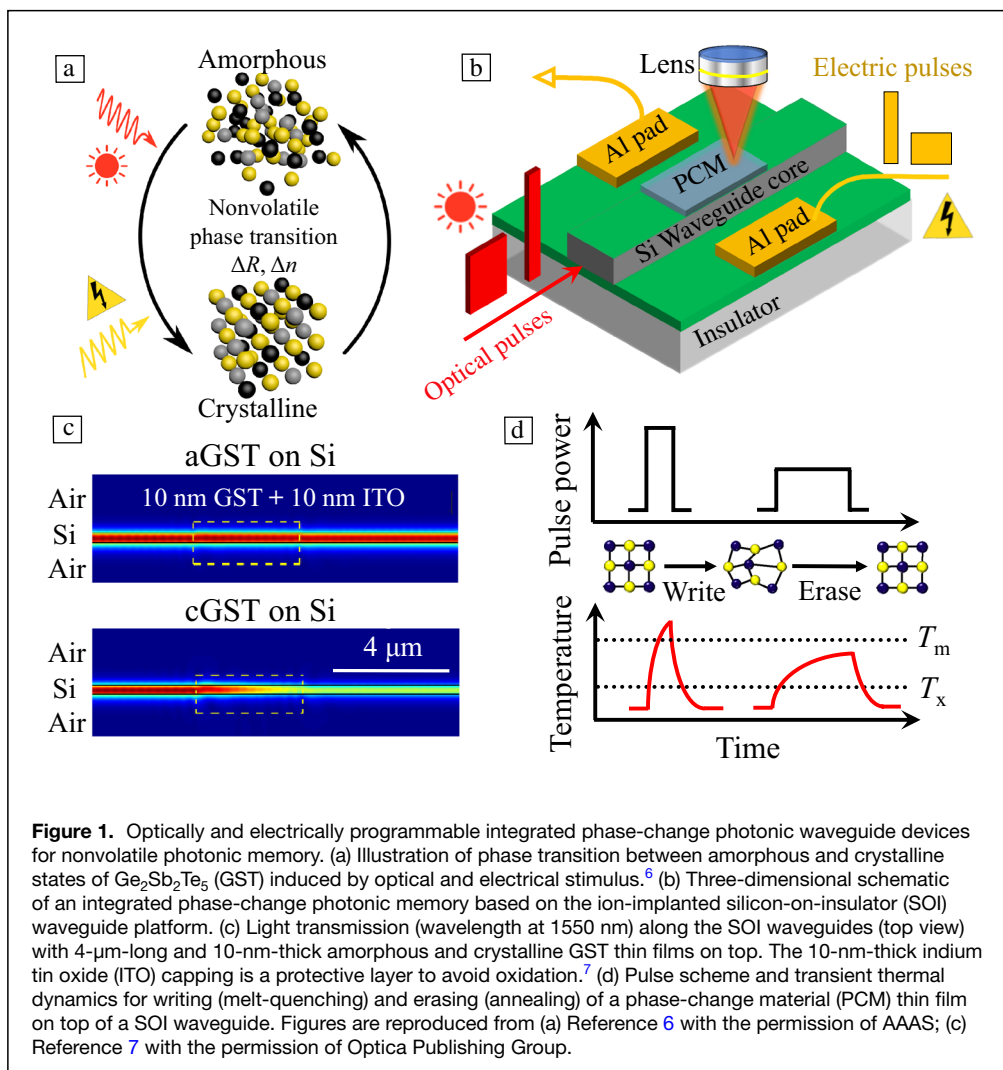 a
Amorphous
Nonvolatile
phase transition
ΔR, Δn
Crystalline
b
Lens
Electric pulses
Al pad
PCM
Si Waveguide core
Al pad
Insulator
Optical pulses
c
aGST on Si
Air
10 nm GST + 10 nm ITO
Si
Air
cGST on Si
Air
4 μm
Si
Air
d
Pulse power
Write
Erase
Temperature
Tm
Tx
Time
Figure 1. Optically and electrically programmable integrated phase-change photonic waveguide devices
for nonvolatile photonic memory. (a) Illustration of phase transition between amorphous and crystalline
states of Ge₂Sb₂Te₅ (GST) induced by optical and electrical stimulus.⁶ (b) Three-dimensional schematic
of an integrated phase-change photonic memory based on the ion-implanted silicon-on-insulator (SOI)
waveguide platform. (c) Light transmission (wavelength at 1550 nm) along the SOI waveguides (top view)
with 4-μm-long and 10-nm-thick amorphous and crystalline GST thin films on top. The 10-nm-thick indium
tin oxide (ITO) capping is a protective layer to avoid oxidation.⁷ (d) Pulse scheme and transient thermal
dynamics for writing (melt-quenching) and erasing (annealing) of a phase-change material (PCM) thin film
on top of a SOI waveguide. Figures are reproduced from (a) Reference 6 with the permission of AAAS; (c)
Reference 7 with the permission of Optica Publishing Group.